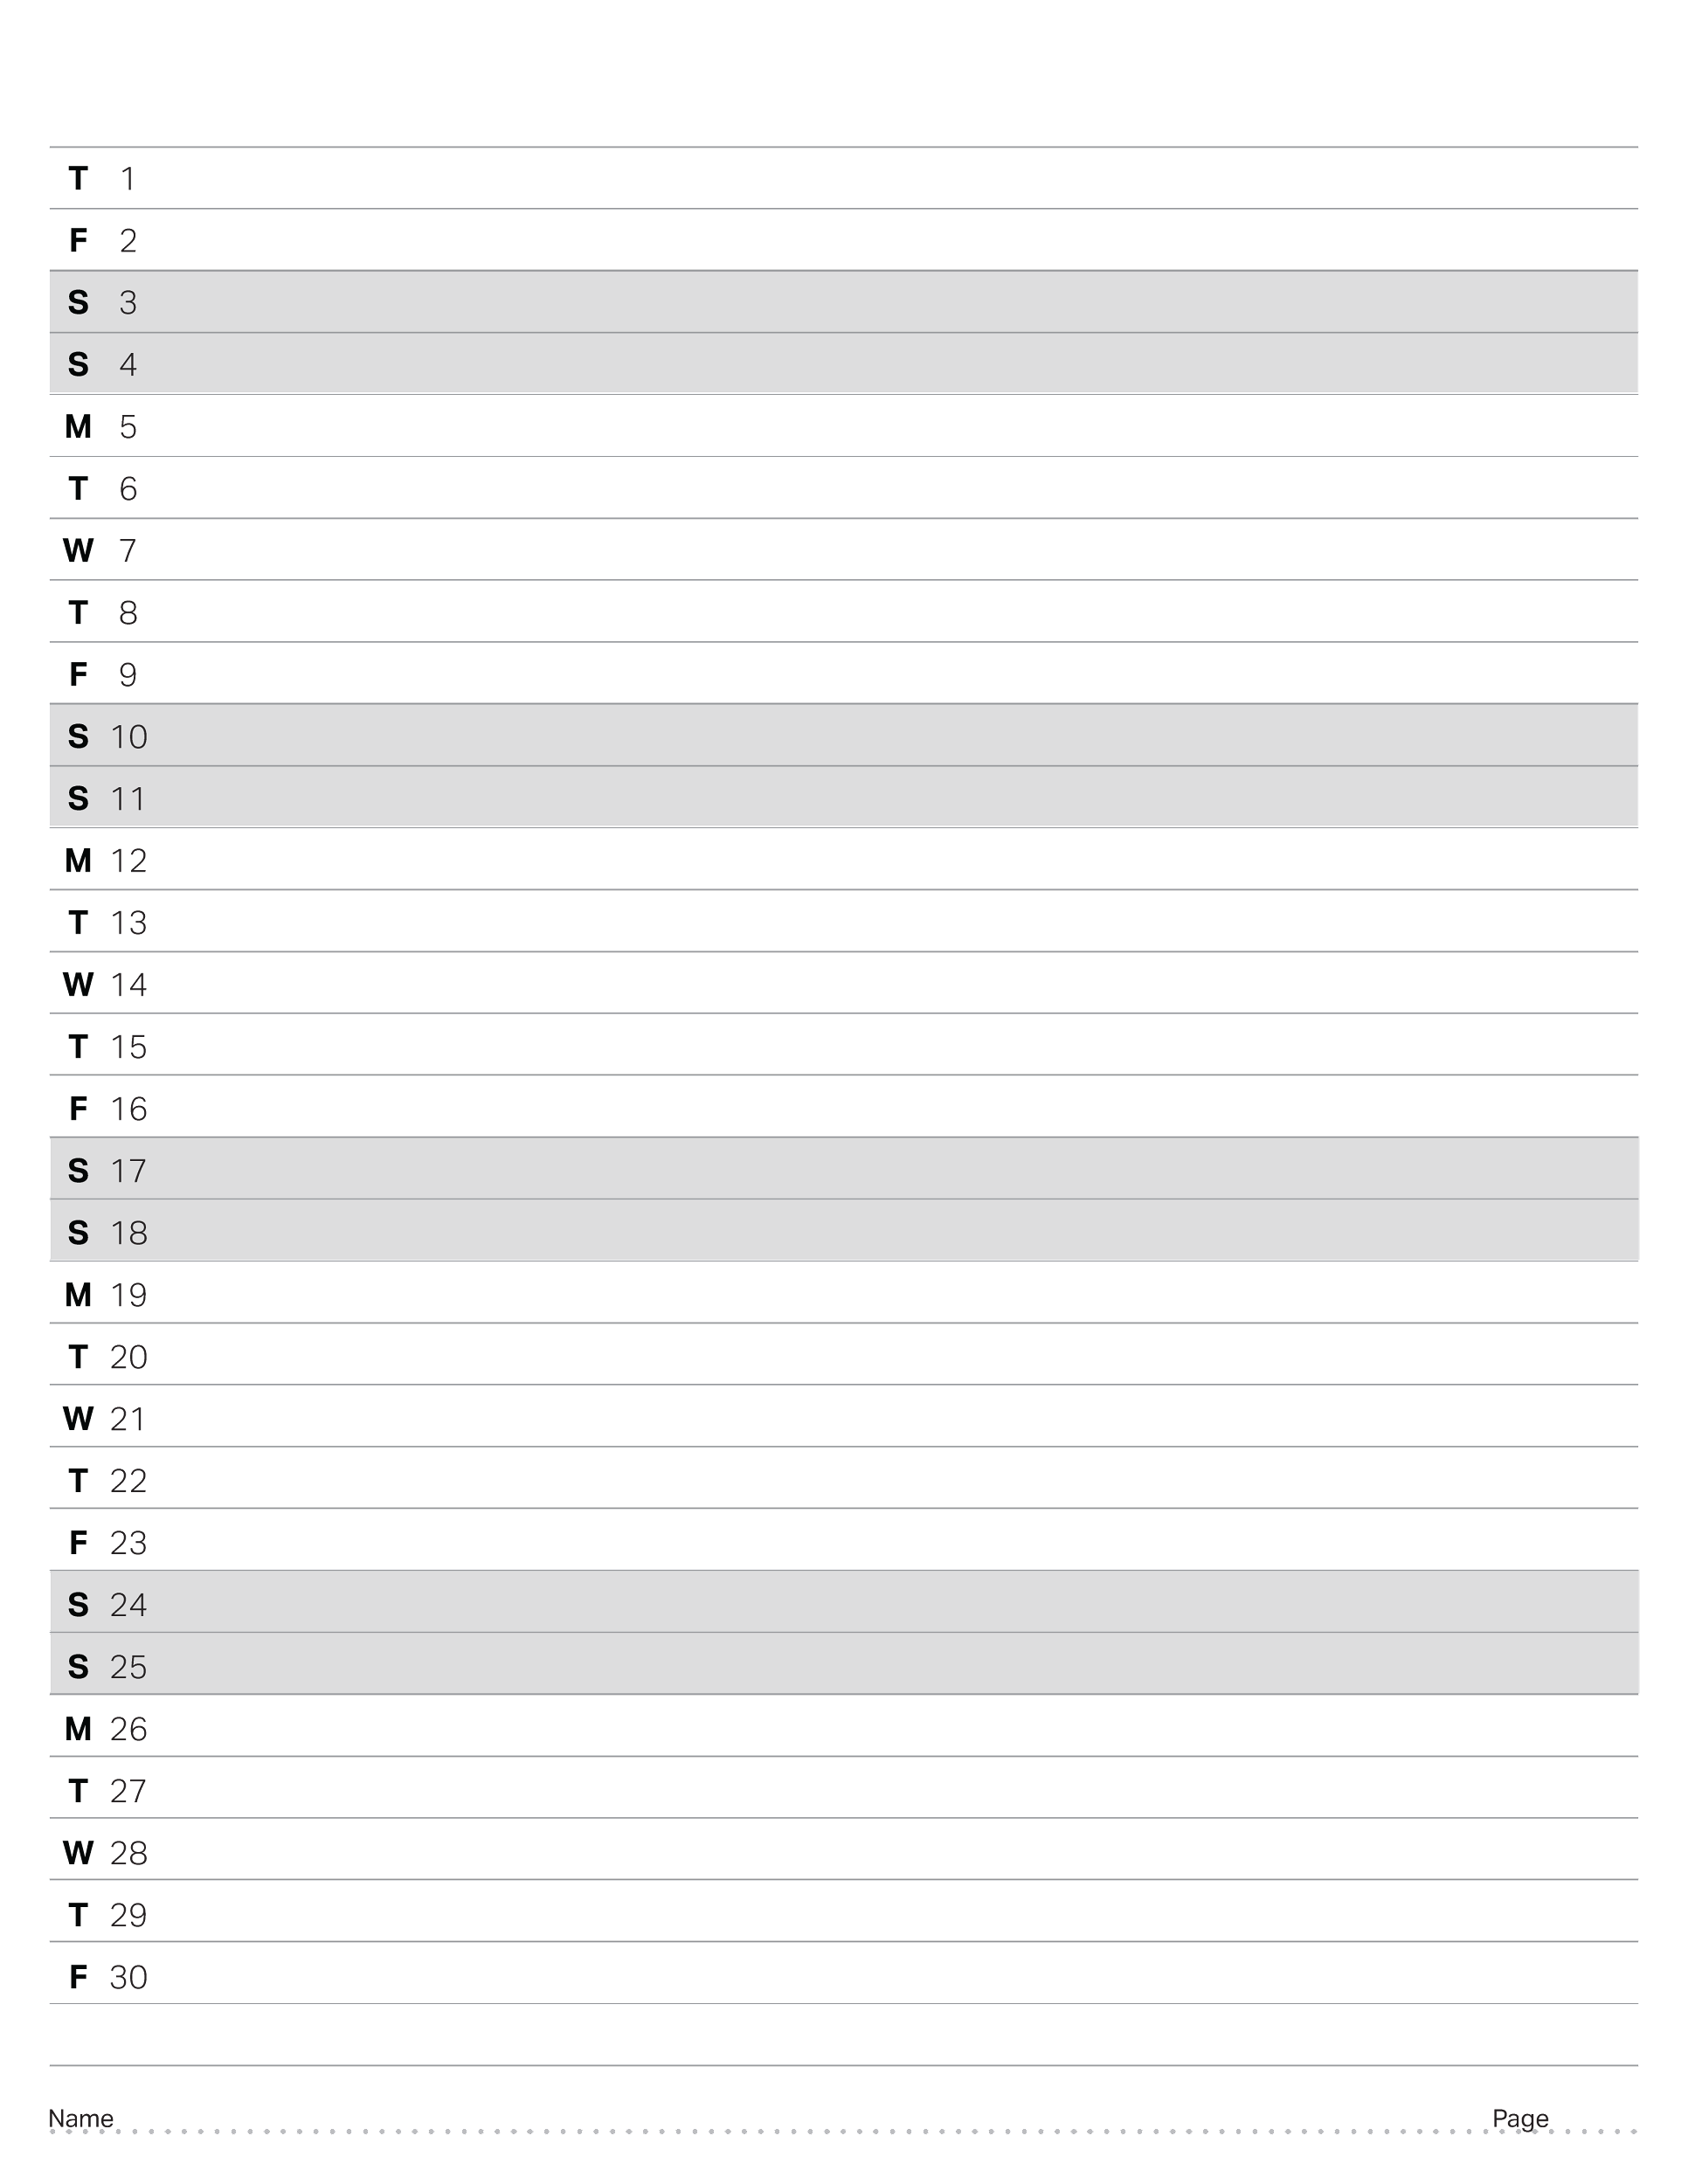 T 1
F 2
S 3
S 4
M 5
T 6
W 7
T 8
F 9
S 10
S 11
M 12
T 13
W 14
T 15
F 16
S 17
S 18
M 19
T 20
W 21
T 22
F 23
S 24
S 25
M 26
T 27
W 28
T 29
F 30
Name Page